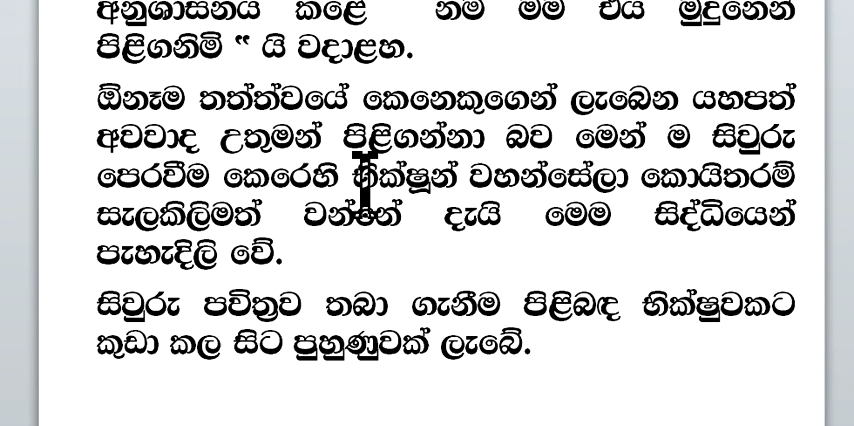 අනුශාසනය කළේ නම් මම එය මුදුනෙන්
පිළිගනිමි “ යි වදාළහ.
ඕනෑම තත්ත්වයේ කෙනෙකුගෙන් ලැබෙන යහපත්
අවවාද උතුමන් පිළිගන්නා බව මෙන් ම සිවුරු
පෙරවීම කෙරෙහි භික්ෂූන් වහන්සේලා කොයිතරම්
සැලකිලිමත් වන්නේන් දැයි මෙම සිද්ධියෙන්
පැහැදිලි වේ.
සිවුරු පවිත්‍රව තබා ගැනීම පිළිබඳ භික්ෂුවකට
කුඩා කල සිට පුහුණුවක් ලැබේ.